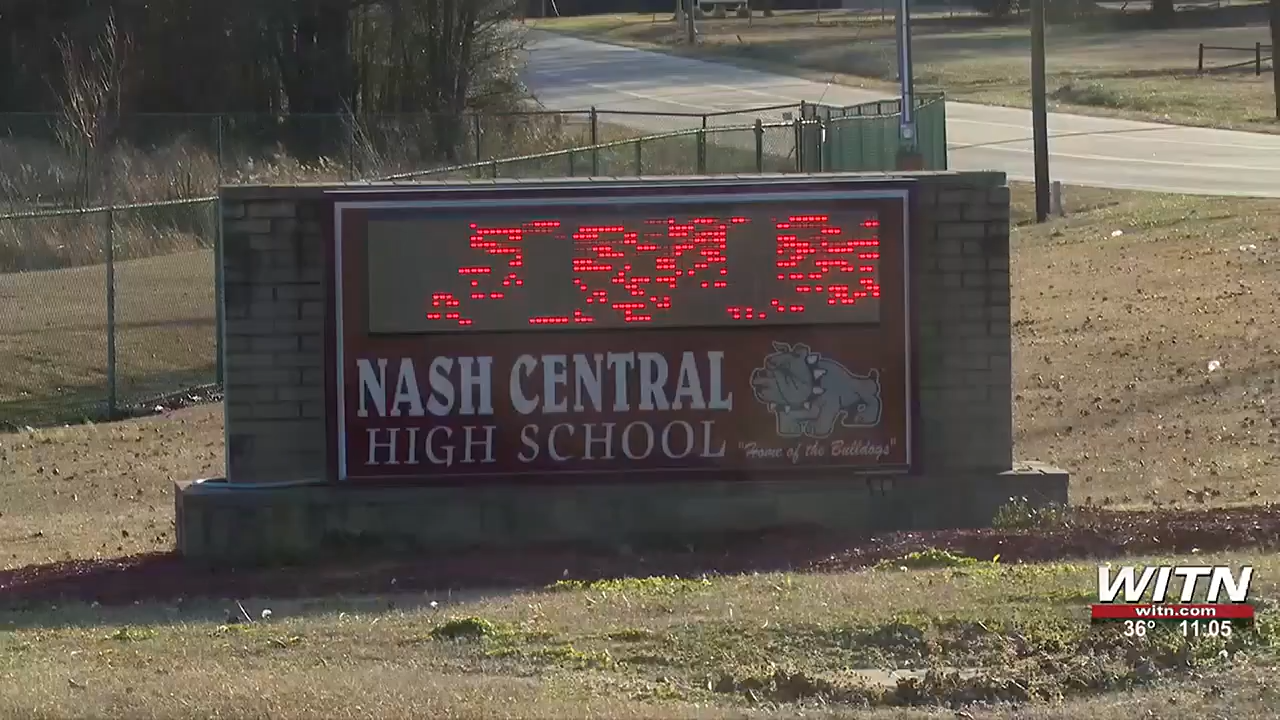 NASH CENTRAL
HIGH SCHOOL
"Home of the Bulldogs"
WITN
witn.com
36° 11:05